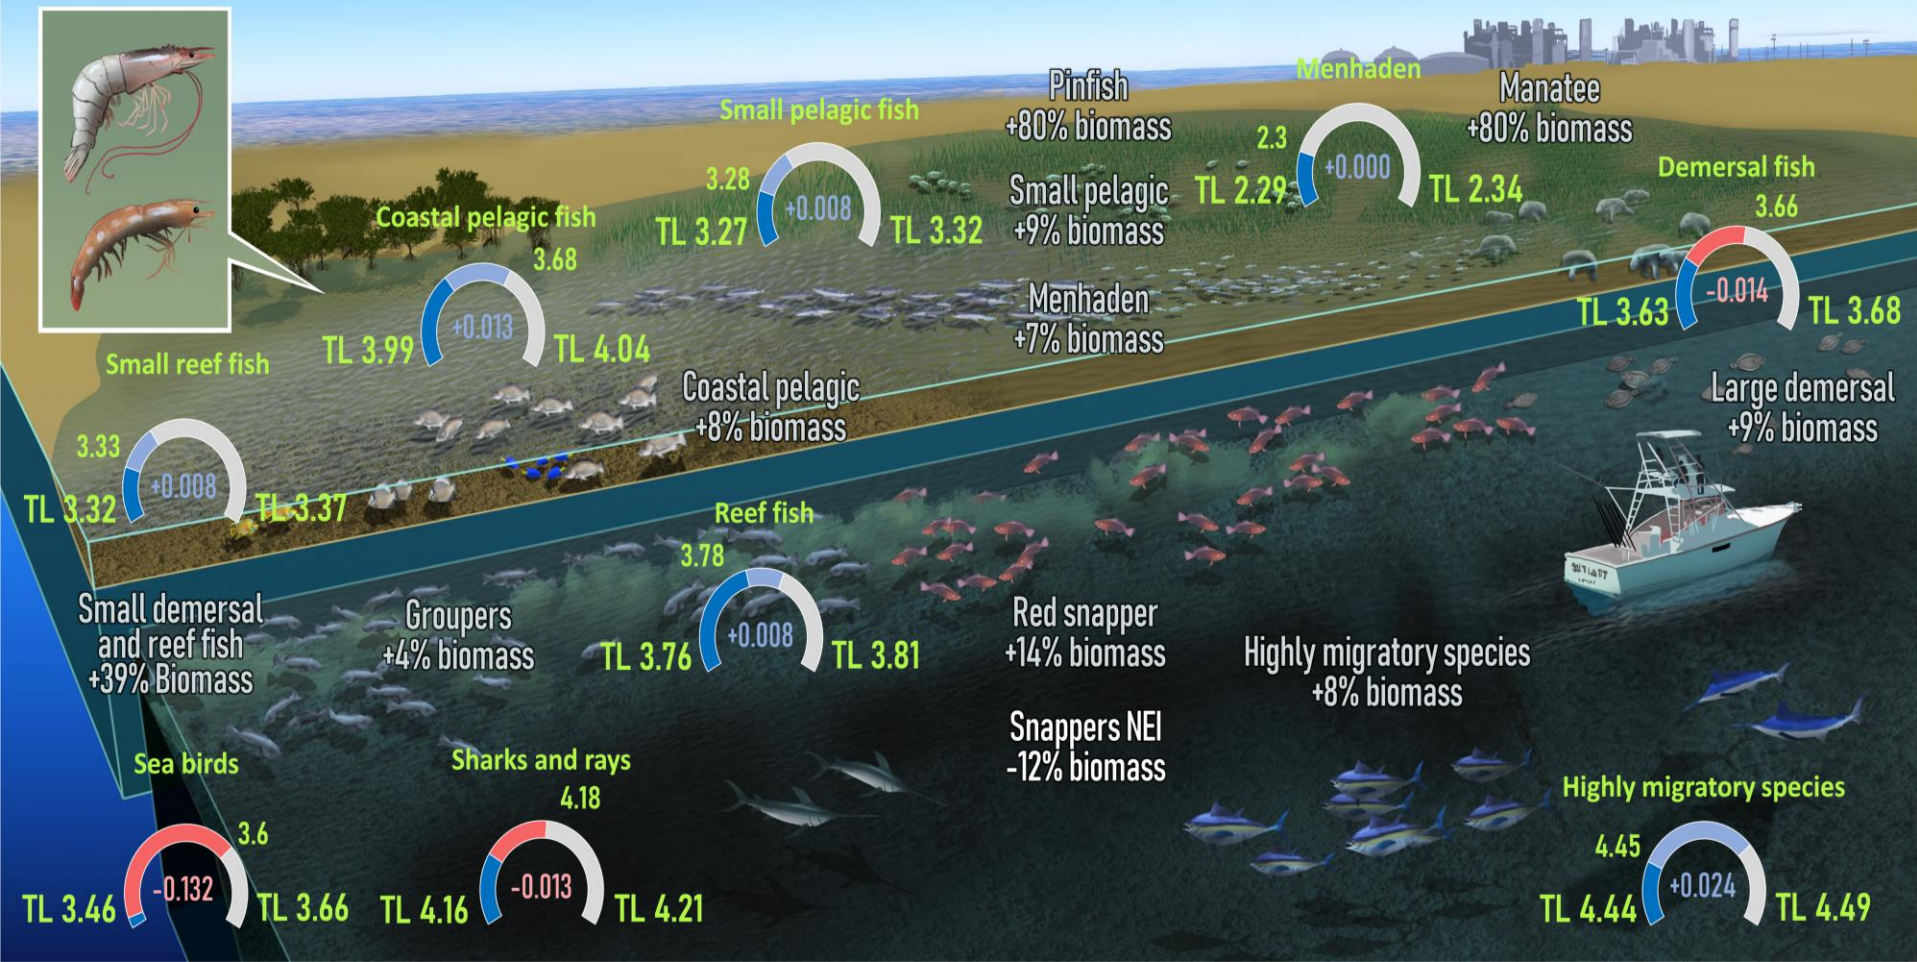 Menhaden
2.3
+0.000
TL 2.29
TL 2.34
Pinfish
+80% biomass
Manatee
+80% biomass
Small pelagic fish
3.28
+0.008
TL 3.27
TL 3.32
Small pelagic
+9% biomass
Demersal fish
3.66
-0.014
TL 3.63
TL 3.68
Coastal pelagic fish
3.68
+0.013
TL 3.99
TL 4.04
Menhaden
+7% biomass
Small reef fish
3.33
+0.008
TL 3.32
TL 3.37
Coastal pelagic
+8% biomass
Large demersal
+9% biomass
Reef fish
3.78
+0.008
TL 3.76
TL 3.81
Small demersal
and reef fish
+39% Biomass
Groupers
+4% biomass
Red snapper
+14% biomass
Highly migratory species
+8% biomass
Snappers NEI
-12% biomass
Sea birds
3.6
-0.132
TL 3.46
TL 3.66
Sharks and rays
4.18
-0.013
TL 4.16
TL 4.21
Highly migratory species
4.45
+0.024
TL 4.44
TL 4.49